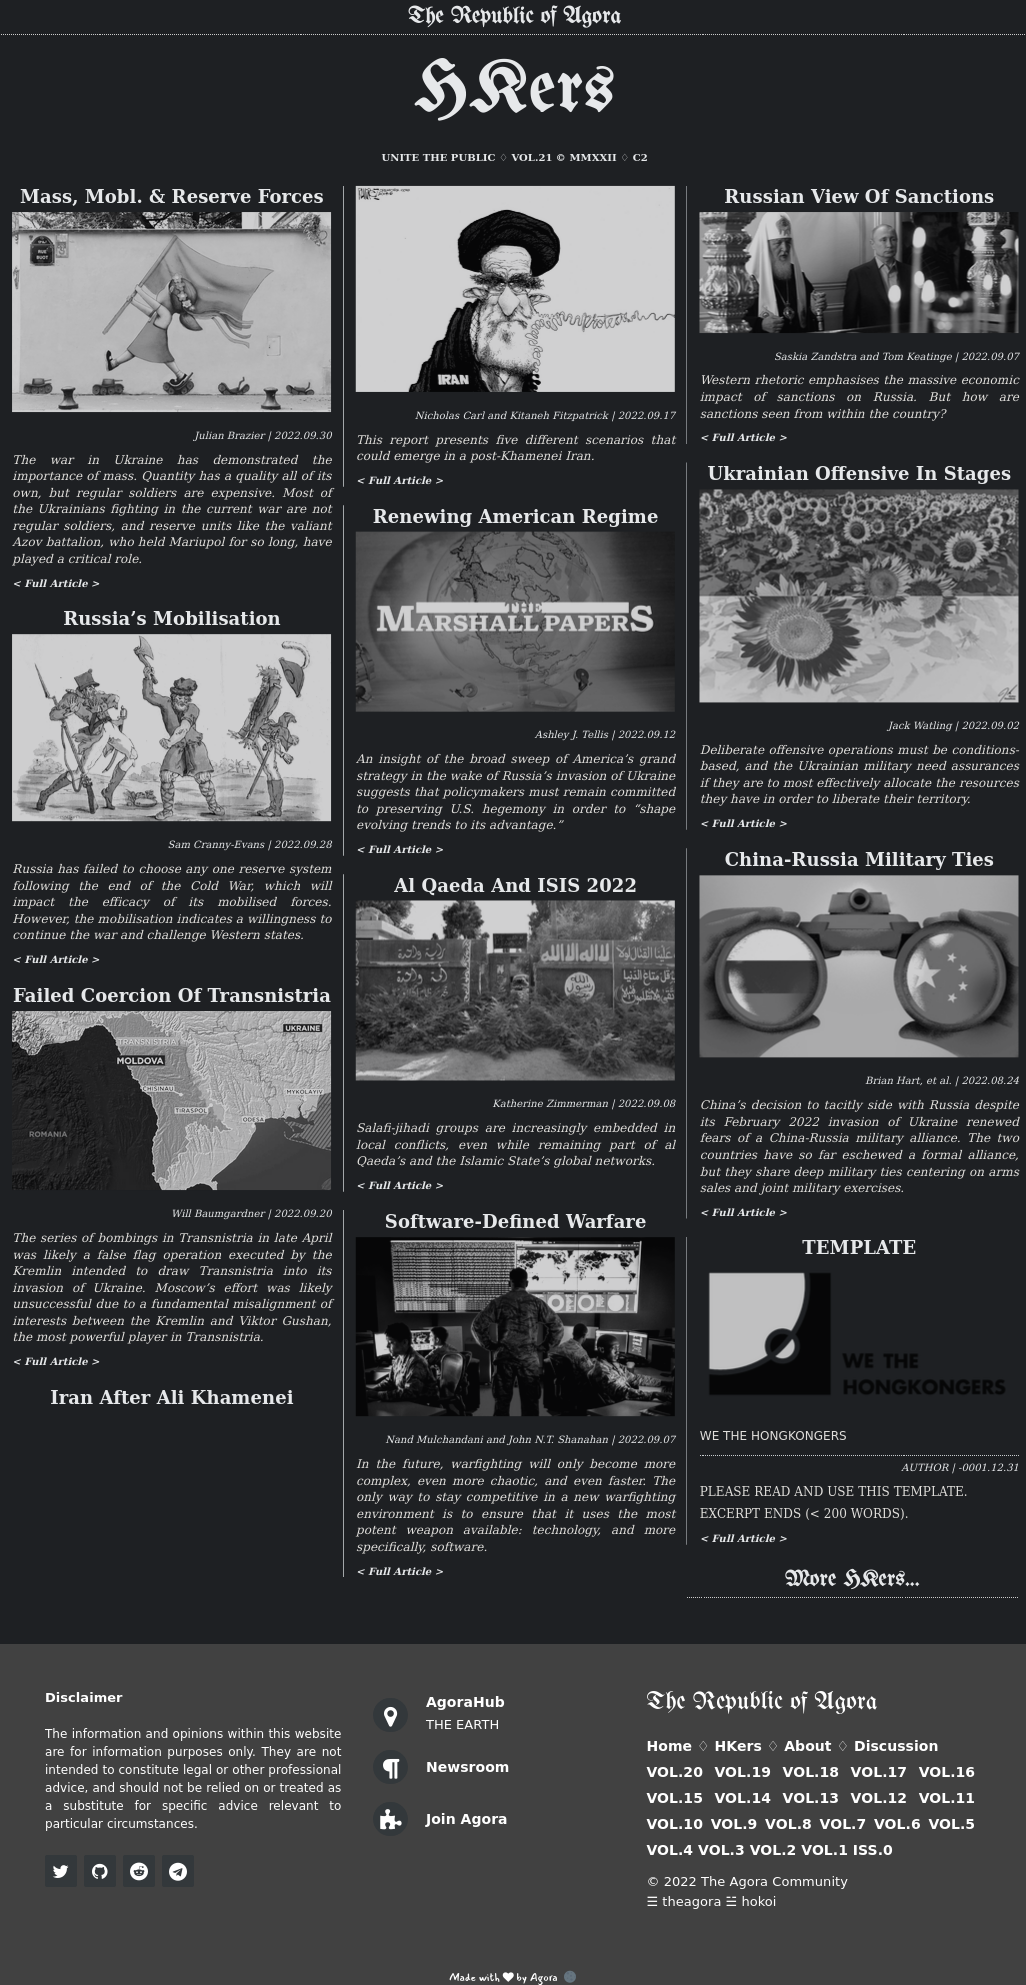 The Republic of Agora
HKers
UNITE THE PUBLIC ♢ VOL.21 © MMXXII ♢ C2
Mass, Mobl. & Reserve Forces
RUE
BUOT
Julian Brazier | 2022.09.30
The war in Ukraine has demonstrated the
importance of mass. Quantity has a quality all of its
own, but regular soldiers are expensive. Most of
the Ukrainians fighting in the current war are not
regular soldiers, and reserve units like the valiant
Azov battalion, who held Mariupol for so long, have
played a critical role.
< Full Article >
Russia’s Mobilisation
Sam Cranny-Evans | 2022.09.28
Russia has failed to choose any one reserve system
following the end of the Cold War, which will
impact the efficacy of its mobilised forces.
However, the mobilisation indicates a willingness to
continue the war and challenge Western states.
< Full Article >
Failed Coercion Of Transnistria
UKRAINE
TRANSNISTRIA
MOLDOVA
CHISINAU
MYKOLAYIV
TIRASPOL
ODESA
ROMANIA
Will Baumgardner | 2022.09.20
The series of bombings in Transnistria in late April
was likely a false flag operation executed by the
Kremlin intended to draw Transnistria into its
invasion of Ukraine. Moscow’s effort was likely
unsuccessful due to a fundamental misalignment of
interests between the Kremlin and Viktor Gushan,
the most powerful player in Transnistria.
< Full Article >
Iran After Ali Khamenei
IRAN
Nicholas Carl and Kitaneh Fitzpatrick | 2022.09.17
This report presents five different scenarios that
could emerge in a post-Khamenei Iran.
< Full Article >
Renewing American Regime
THE
MARSHALL PAPERS
Ashley J. Tellis | 2022.09.12
An insight of the broad sweep of America’s grand
strategy in the wake of Russia’s invasion of Ukraine
suggests that policymakers must remain committed
to preserving U.S. hegemony in order to “shape
evolving trends to its advantage.”
< Full Article >
Al Qaeda And ISIS 2022
Katherine Zimmerman | 2022.09.08
Salafi-jihadi groups are increasingly embedded in
local conflicts, even while remaining part of al
Qaeda’s and the Islamic State’s global networks.
< Full Article >
Software-Defined Warfare
Nand Mulchandani and John N.T. Shanahan | 2022.09.07
In the future, warfighting will only become more
complex, even more chaotic, and even faster. The
only way to stay competitive in a new warfighting
environment is to ensure that it uses the most
potent weapon available: technology, and more
specifically, software.
< Full Article >
Russian View Of Sanctions
Saskia Zandstra and Tom Keatinge | 2022.09.07
Western rhetoric emphasises the massive economic
impact of sanctions on Russia. But how are
sanctions seen from within the country?
< Full Article >
Ukrainian Offensive In Stages
Jack Watling | 2022.09.02
Deliberate offensive operations must be conditions-
based, and the Ukrainian military need assurances
if they are to most effectively allocate the resources
they have in order to liberate their territory.
< Full Article >
China-Russia Military Ties
Brian Hart, et al. | 2022.08.24
China’s decision to tacitly side with Russia despite
its February 2022 invasion of Ukraine renewed
fears of a China-Russia military alliance. The two
countries have so far eschewed a formal alliance,
but they share deep military ties centering on arms
sales and joint military exercises.
< Full Article >
TEMPLATE
WE THE
HONGKONGERS
WE THE HONGKONGERS
AUTHOR | -0001.12.31
PLEASE READ AND USE THIS TEMPLATE.
EXCERPT ENDS (< 200 WORDS).
< Full Article >
More HKers...
Disclaimer
The information and opinions within this website
are for information purposes only. They are not
intended to constitute legal or other professional
advice, and should not be relied on or treated as
a substitute for specific advice relevant to
particular circumstances.
AgoraHub
THE EARTH
Newsroom
Join Agora
The Republic of Agora
Home ♢ HKers ♢ About ♢ Discussion
VOL.20 VOL.19 VOL.18 VOL.17 VOL.16
VOL.15 VOL.14 VOL.13 VOL.12 VOL.11
VOL.10 VOL.9 VOL.8 VOL.7 VOL.6 VOL.5
VOL.4 VOL.3 VOL.2 VOL.1 ISS.0
© 2022 The Agora Community
☰ theagora ☱ hokoi
Made with ♥ by Agora